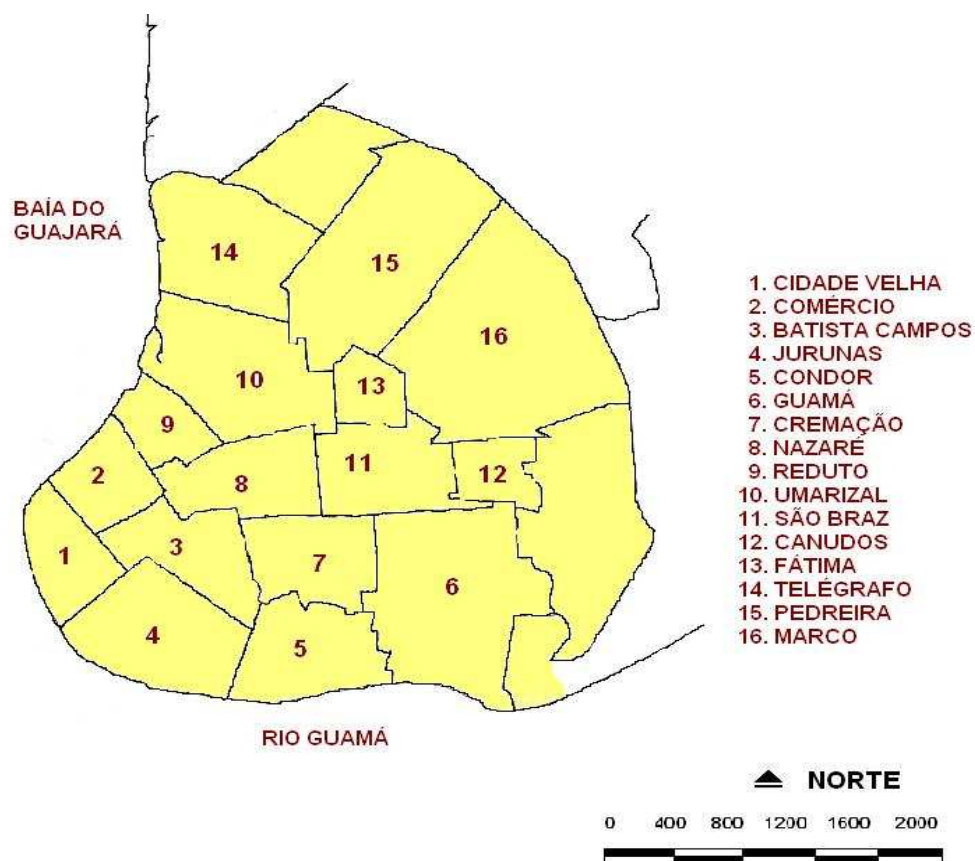 BAÍA DO
GUAJARÁ
14
15
16
10
13
9
2
8
11
12
1
3
7
6
4
5
RIO GUAMÁ
1. CIDADE VELHA
2. COMÉRCIO
3. BATISTA CAMPOS
4. JURUNAS
5. CONDOR
6. GUAMÁ
7. CREMAÇÃO
8. NAZARÉ
9. REDUTO
10. UMARIZAL
11. SÃO BRAZ
12. CANUDOS
13. FÁTIMA
14. TELÉGRAFO
15. PEDREIRA
16. MARCO
NORTE
0 400 800 1200 1600 2000